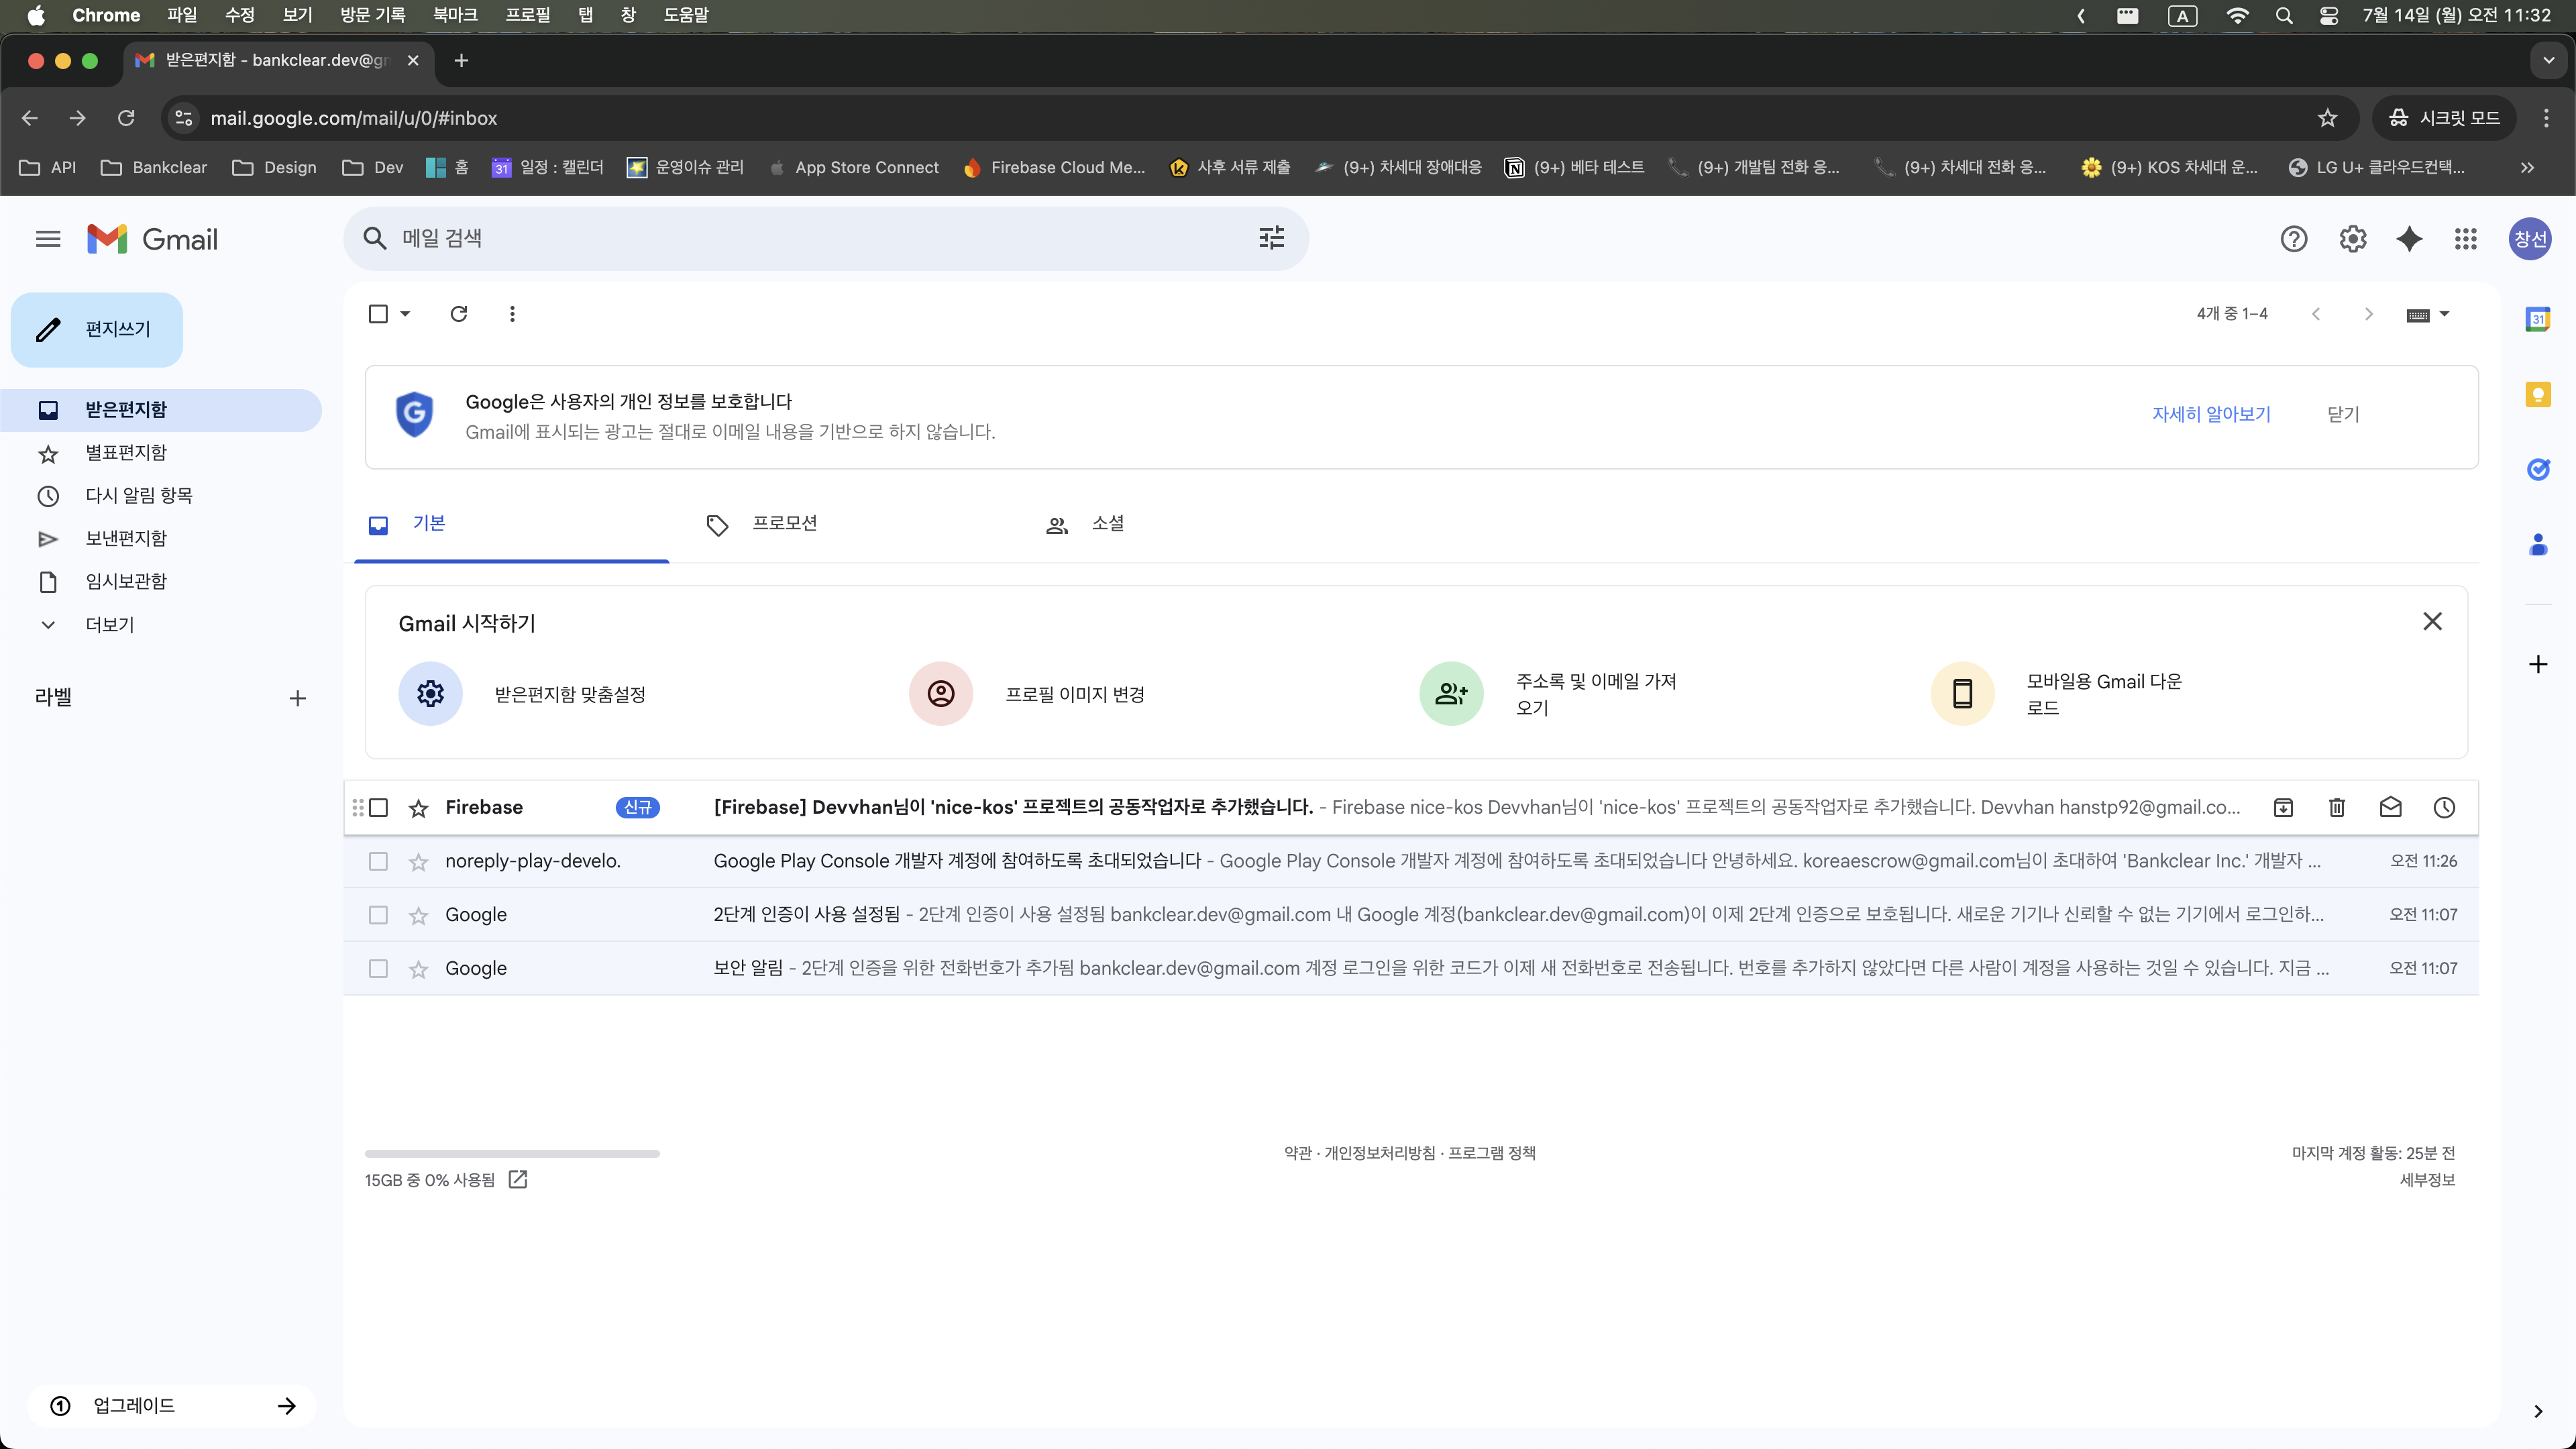 Chrome 파일 수정 보기 방문 기록 북마크 프로필 탭 창 도움말 A 7월 14일 (월) 오전 11:32
받은편지함 - bankclear.dev@gm
mail.google.com/mail/u/0/#inbox 시크릿 모드
API Bankclear Design Dev 홈 31 일정 : 캘린더 운영이슈 관리 App Store Connect Firebase Cloud Me... 사후 서류 제출 (9+) 차세대 장애대응 (9+) 베타 테스트 (9+) 개발팀 전화 응... (9+) 차세대 전화 응... (9+) KOS 차세대 운... LG U+ 클라우드컨택...
Gmail 메일 검색 창선
편지쓰기
받은편지함
별표편지함
다시 알림 항목
보낸편지함
임시보관함
더보기
라벨
업그레이드
4개 중 1–4
31
Google은 사용자의 개인 정보를 보호합니다
Gmail에 표시되는 광고는 절대로 이메일 내용을 기반으로 하지 않습니다.
자세히 알아보기 닫기
기본 프로모션 소셜
Gmail 시작하기
받은편지함 맞춤설정
프로필 이미지 변경
주소록 및 이메일 가져
오기
모바일용 Gmail 다운
로드
Firebase 신규 [Firebase] Devvhan님이 'nice-kos' 프로젝트의 공동작업자로 추가했습니다. - Firebase nice-kos Devvhan님이 'nice-kos' 프로젝트의 공동작업자로 추가했습니다. Devvhan hanstp92@gmail.co...
noreply-play-develo. Google Play Console 개발자 계정에 참여하도록 초대되었습니다 - Google Play Console 개발자 계정에 참여하도록 초대되었습니다 안녕하세요. koreaescrow@gmail.com님이 초대하여 'Bankclear Inc.' 개발자 ... 오전 11:26
Google 2단계 인증이 사용 설정됨 - 2단계 인증이 사용 설정됨 bankclear.dev@gmail.com 내 Google 계정(bankclear.dev@gmail.com)이 이제 2단계 인증으로 보호됩니다. 새로운 기기나 신뢰할 수 없는 기기에서 로그인하... 오전 11:07
Google 보안 알림 - 2단계 인증을 위한 전화번호가 추가됨 bankclear.dev@gmail.com 계정 로그인을 위한 코드가 이제 새 전화번호로 전송됩니다. 번호를 추가하지 않았다면 다른 사람이 계정을 사용하는 것일 수 있습니다. 지금 ... 오전 11:07
15GB 중 0% 사용됨
약관 · 개인정보처리방침 · 프로그램 정책
마지막 계정 활동: 25분 전
세부정보